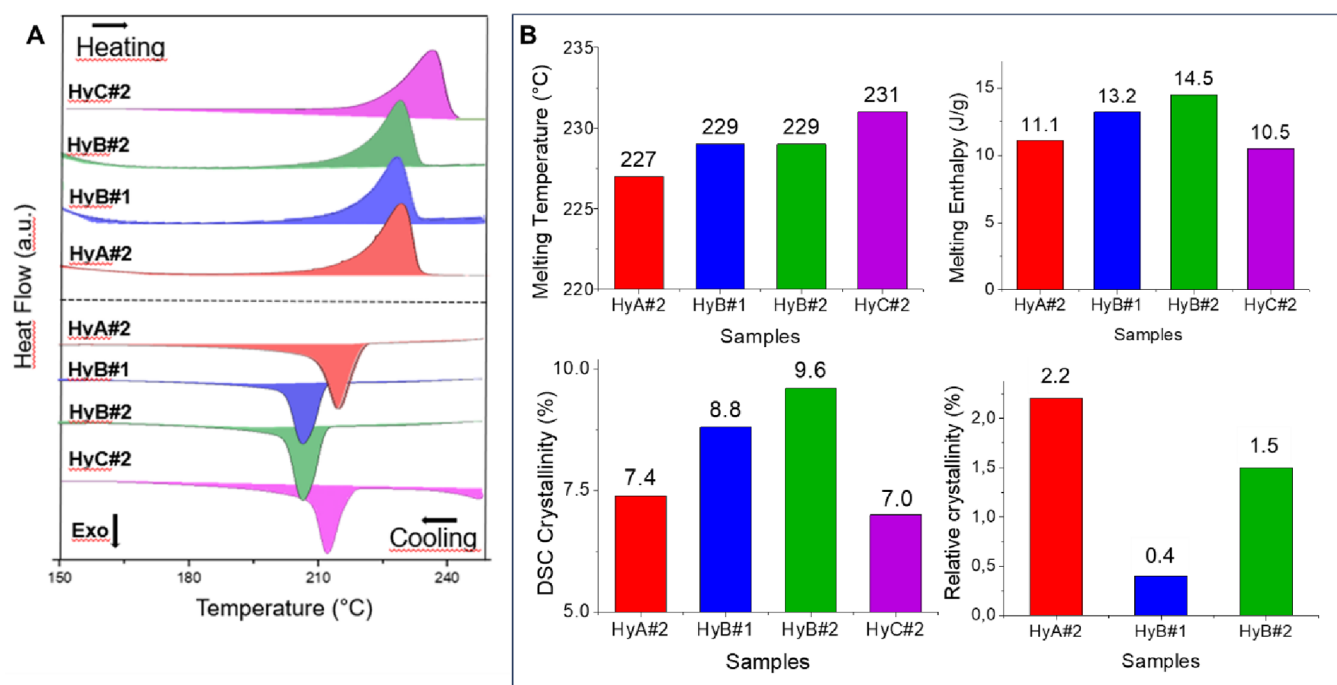 A
Heating
HyC#2
HyB#2
HyB#1
HyA#2
HyA#2
HyB#1
HyB#2
HyC#2
Exo
Cooling
Heat Flow (a.u.)
150
180
210
240
Temperature (°C)
B
Melting Temperature (°C)
235
230
225
220
227
229
229
231
HyA#2 HyB#1 HyB#2 HyC#2
Samples
Melting Enthalpy (J/g)
15
10
5
0
11.1
13.2
14.5
10.5
HyA#2 HyB#1 HyB#2 HyC#2
Samples
DSC Crystallinity (%)
10.0
7.5
5.0
7.4
8.8
9.6
7.0
HyA#2 HyB#1 HyB#2 HyC#2
Samples
Relative crystallinity (%)
2.0
1,5
1,0
0,5
0,0
2.2
0.4
1.5
HyA#2 HyB#1 HyB#2
Samples